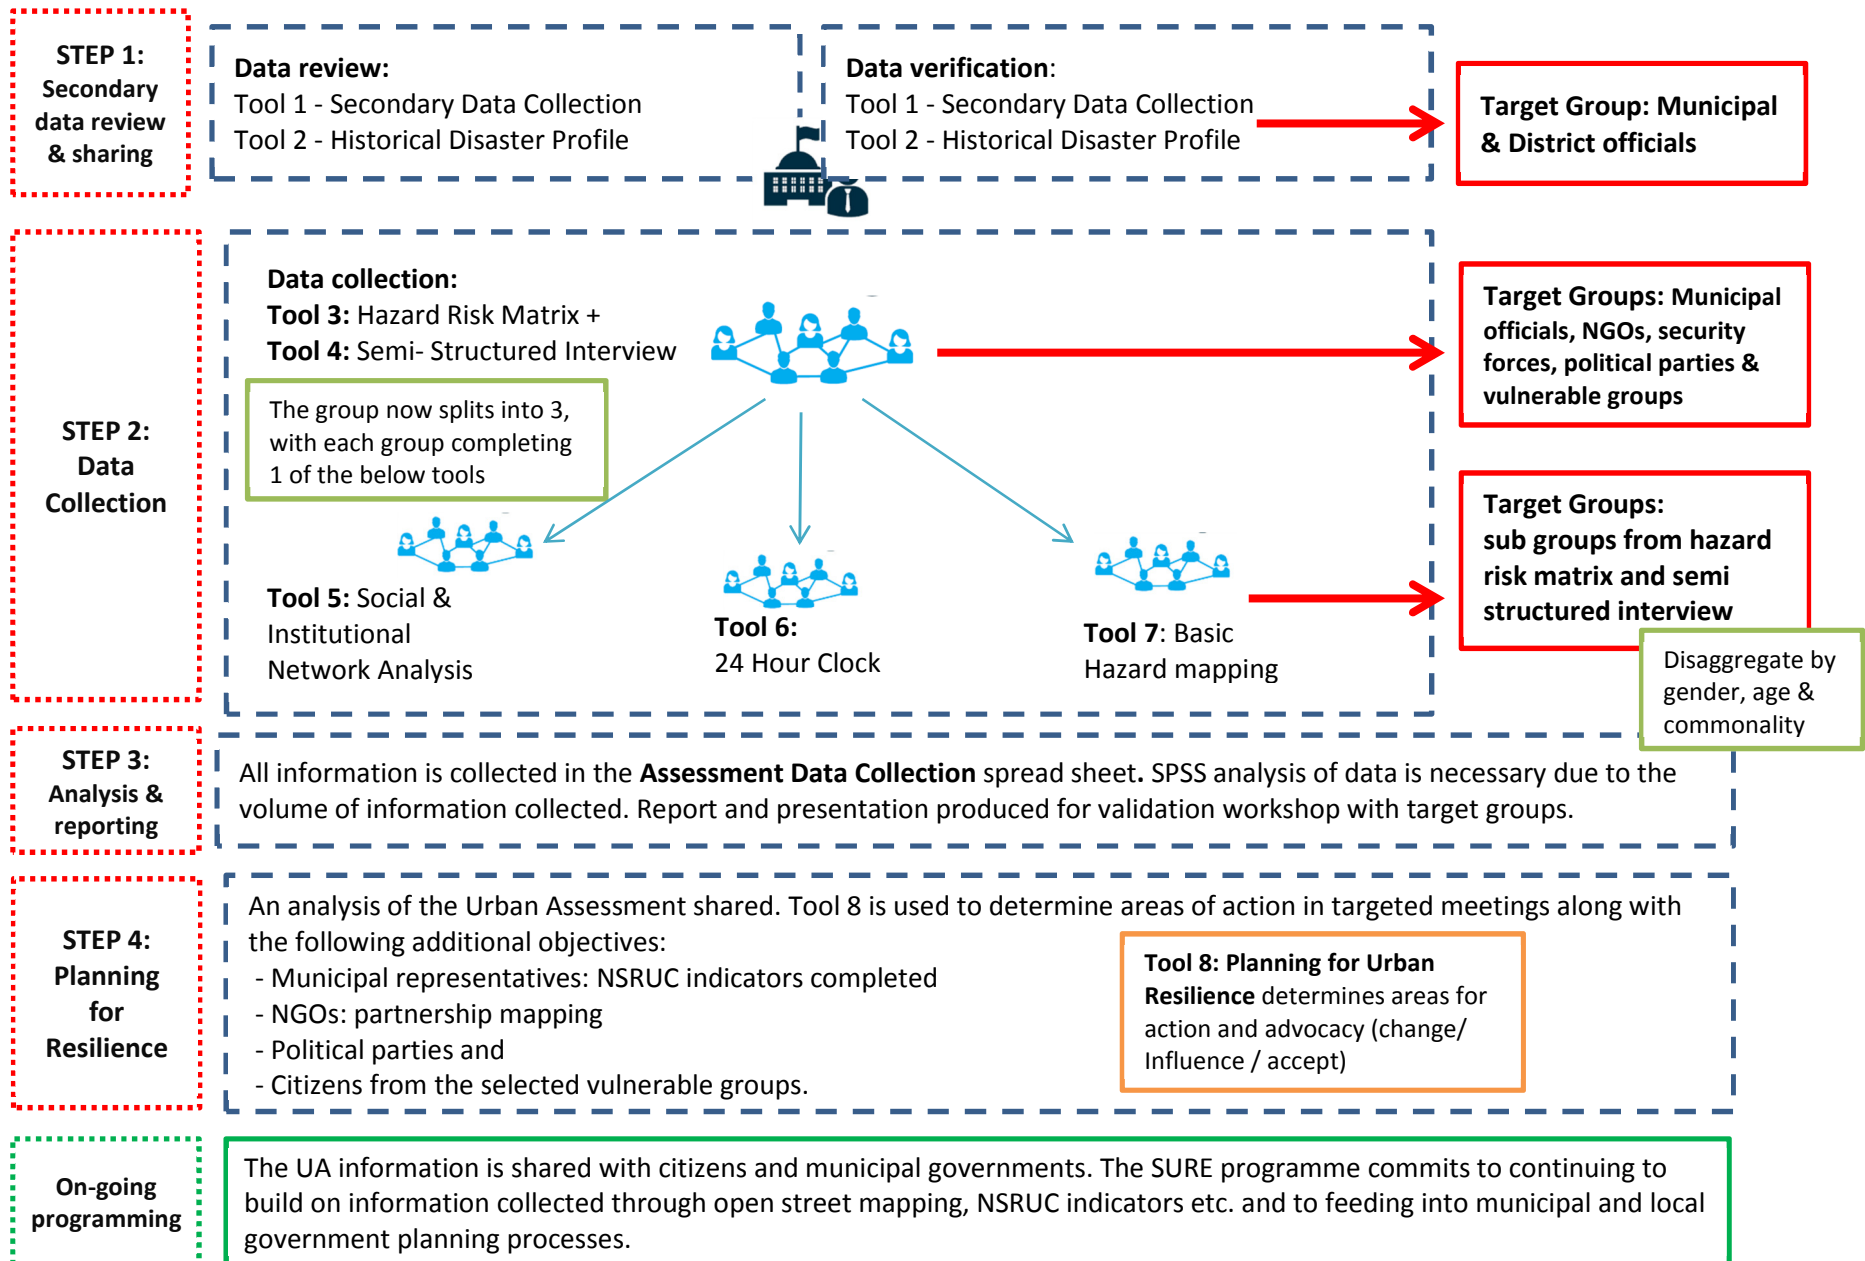 STEP 1:
Secondary
data review
& sharing
Data review:
Tool 1 - Secondary Data Collection
Tool 2 - Historical Disaster Profile
Data verification:
Tool 1 - Secondary Data Collection
Tool 2 - Historical Disaster Profile
Target Group: Municipal
& District officials
STEP 2:
Data
Collection
Data collection:
Tool 3: Hazard Risk Matrix +
Tool 4: Semi- Structured Interview
The group now splits into 3,
with each group completing
1 of the below tools
Target Groups: Municipal
officials, NGOs, security
forces, political parties &
vulnerable groups
Tool 5: Social &
Institutional
Network Analysis
Tool 6:
24 Hour Clock
Tool 7: Basic
Hazard mapping
Target Groups:
sub groups from hazard
risk matrix and semi
structured interview
Disaggregate by
gender, age &
commonality
STEP 3:
Analysis &
reporting
All information is collected in the Assessment Data Collection spread sheet. SPSS analysis of data is necessary due to the
volume of information collected. Report and presentation produced for validation workshop with target groups.
STEP 4:
Planning
for
Resilience
An analysis of the Urban Assessment shared. Tool 8 is used to determine areas of action in targeted meetings along with
the following additional objectives:
- Municipal representatives: NSRUC indicators completed
- NGOs: partnership mapping
- Political parties and
- Citizens from the selected vulnerable groups.
Tool 8: Planning for Urban
Resilience determines areas for
action and advocacy (change/
Influence / accept)
On-going
programming
The UA information is shared with citizens and municipal governments. The SURE programme commits to continuing to
build on information collected through open street mapping, NSRUC indicators etc. and to feeding into municipal and local
government planning processes.